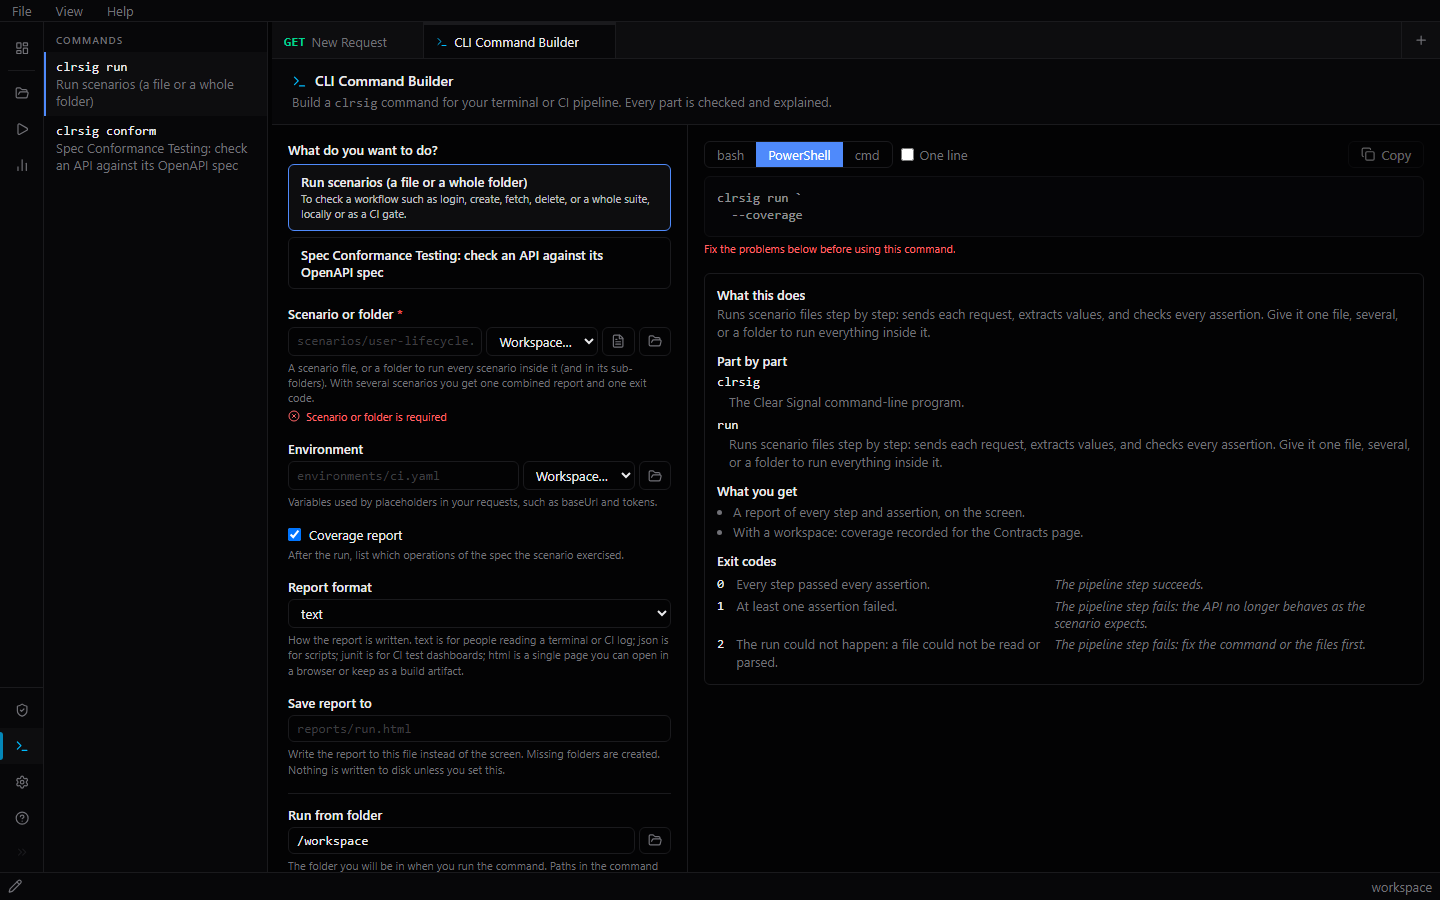 File View Help
COMMANDS
clrsig run
Run scenarios (a file or a whole
folder)
clrsig conform
Spec Conformance Testing: check
an API against its OpenAPI spec
GET New Request
CLI Command Builder
CLI Command Builder
Build a clrsig command for your terminal or CI pipeline. Every part is checked and explained.
What do you want to do?
Run scenarios (a file or a whole folder)
To check a workflow such as login, create, fetch, delete, or a whole suite,
locally or as a CI gate.
Spec Conformance Testing: check an API against its
OpenAPI spec
Scenario or folder *
scenarios/user-lifecycle.
Workspace...
A scenario file, or a folder to run every scenario inside it (and in its sub-
folders). With several scenarios you get one combined report and one exit
code.
Scenario or folder is required
Environment
environments/ci.yaml
Workspace...
Variables used by placeholders in your requests, such as baseUrl and tokens.
Coverage report
After the run, list which operations of the spec the scenario exercised.
Report format
text
How the report is written. text is for people reading a terminal or CI log; json is
for scripts; junit is for CI test dashboards; html is a single page you can open in
a browser or keep as a build artifact.
Save report to
reports/run.html
Write the report to this file instead of the screen. Missing folders are created.
Nothing is written to disk unless you set this.
Run from folder
/workspace
The folder you will be in when you run the command. Paths in the command
bash PowerShell cmd One line
Copy
clrsig run `
--coverage
Fix the problems below before using this command.
What this does
Runs scenario files step by step: sends each request, extracts values, and checks every assertion. Give it one file, several,
or a folder to run everything inside it.
Part by part
clrsig
The Clear Signal command-line program.
run
Runs scenario files step by step: sends each request, extracts values, and checks every assertion. Give it one file, several,
or a folder to run everything inside it.
What you get
A report of every step and assertion, on the screen.
With a workspace: coverage recorded for the Contracts page.
Exit codes
0 Every step passed every assertion. The pipeline step succeeds.
1 At least one assertion failed. The pipeline step fails: the API no longer behaves as the
scenario expects.
2 The run could not happen: a file could not be read or The pipeline step fails: fix the command or the files first.
parsed.
workspace